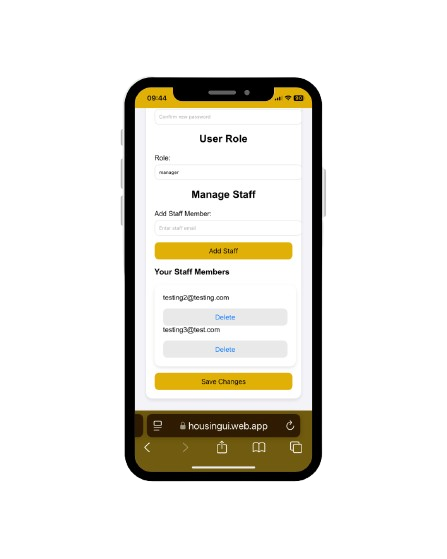 09:44
30
Confirm new password
User Role
Role:
manager
Manage Staff
Add Staff Member:
Enter staff email
Add Staff
Your Staff Members
testing2@testing.com
Delete
testing3@test.com
Delete
Save Changes
housingui.web.app